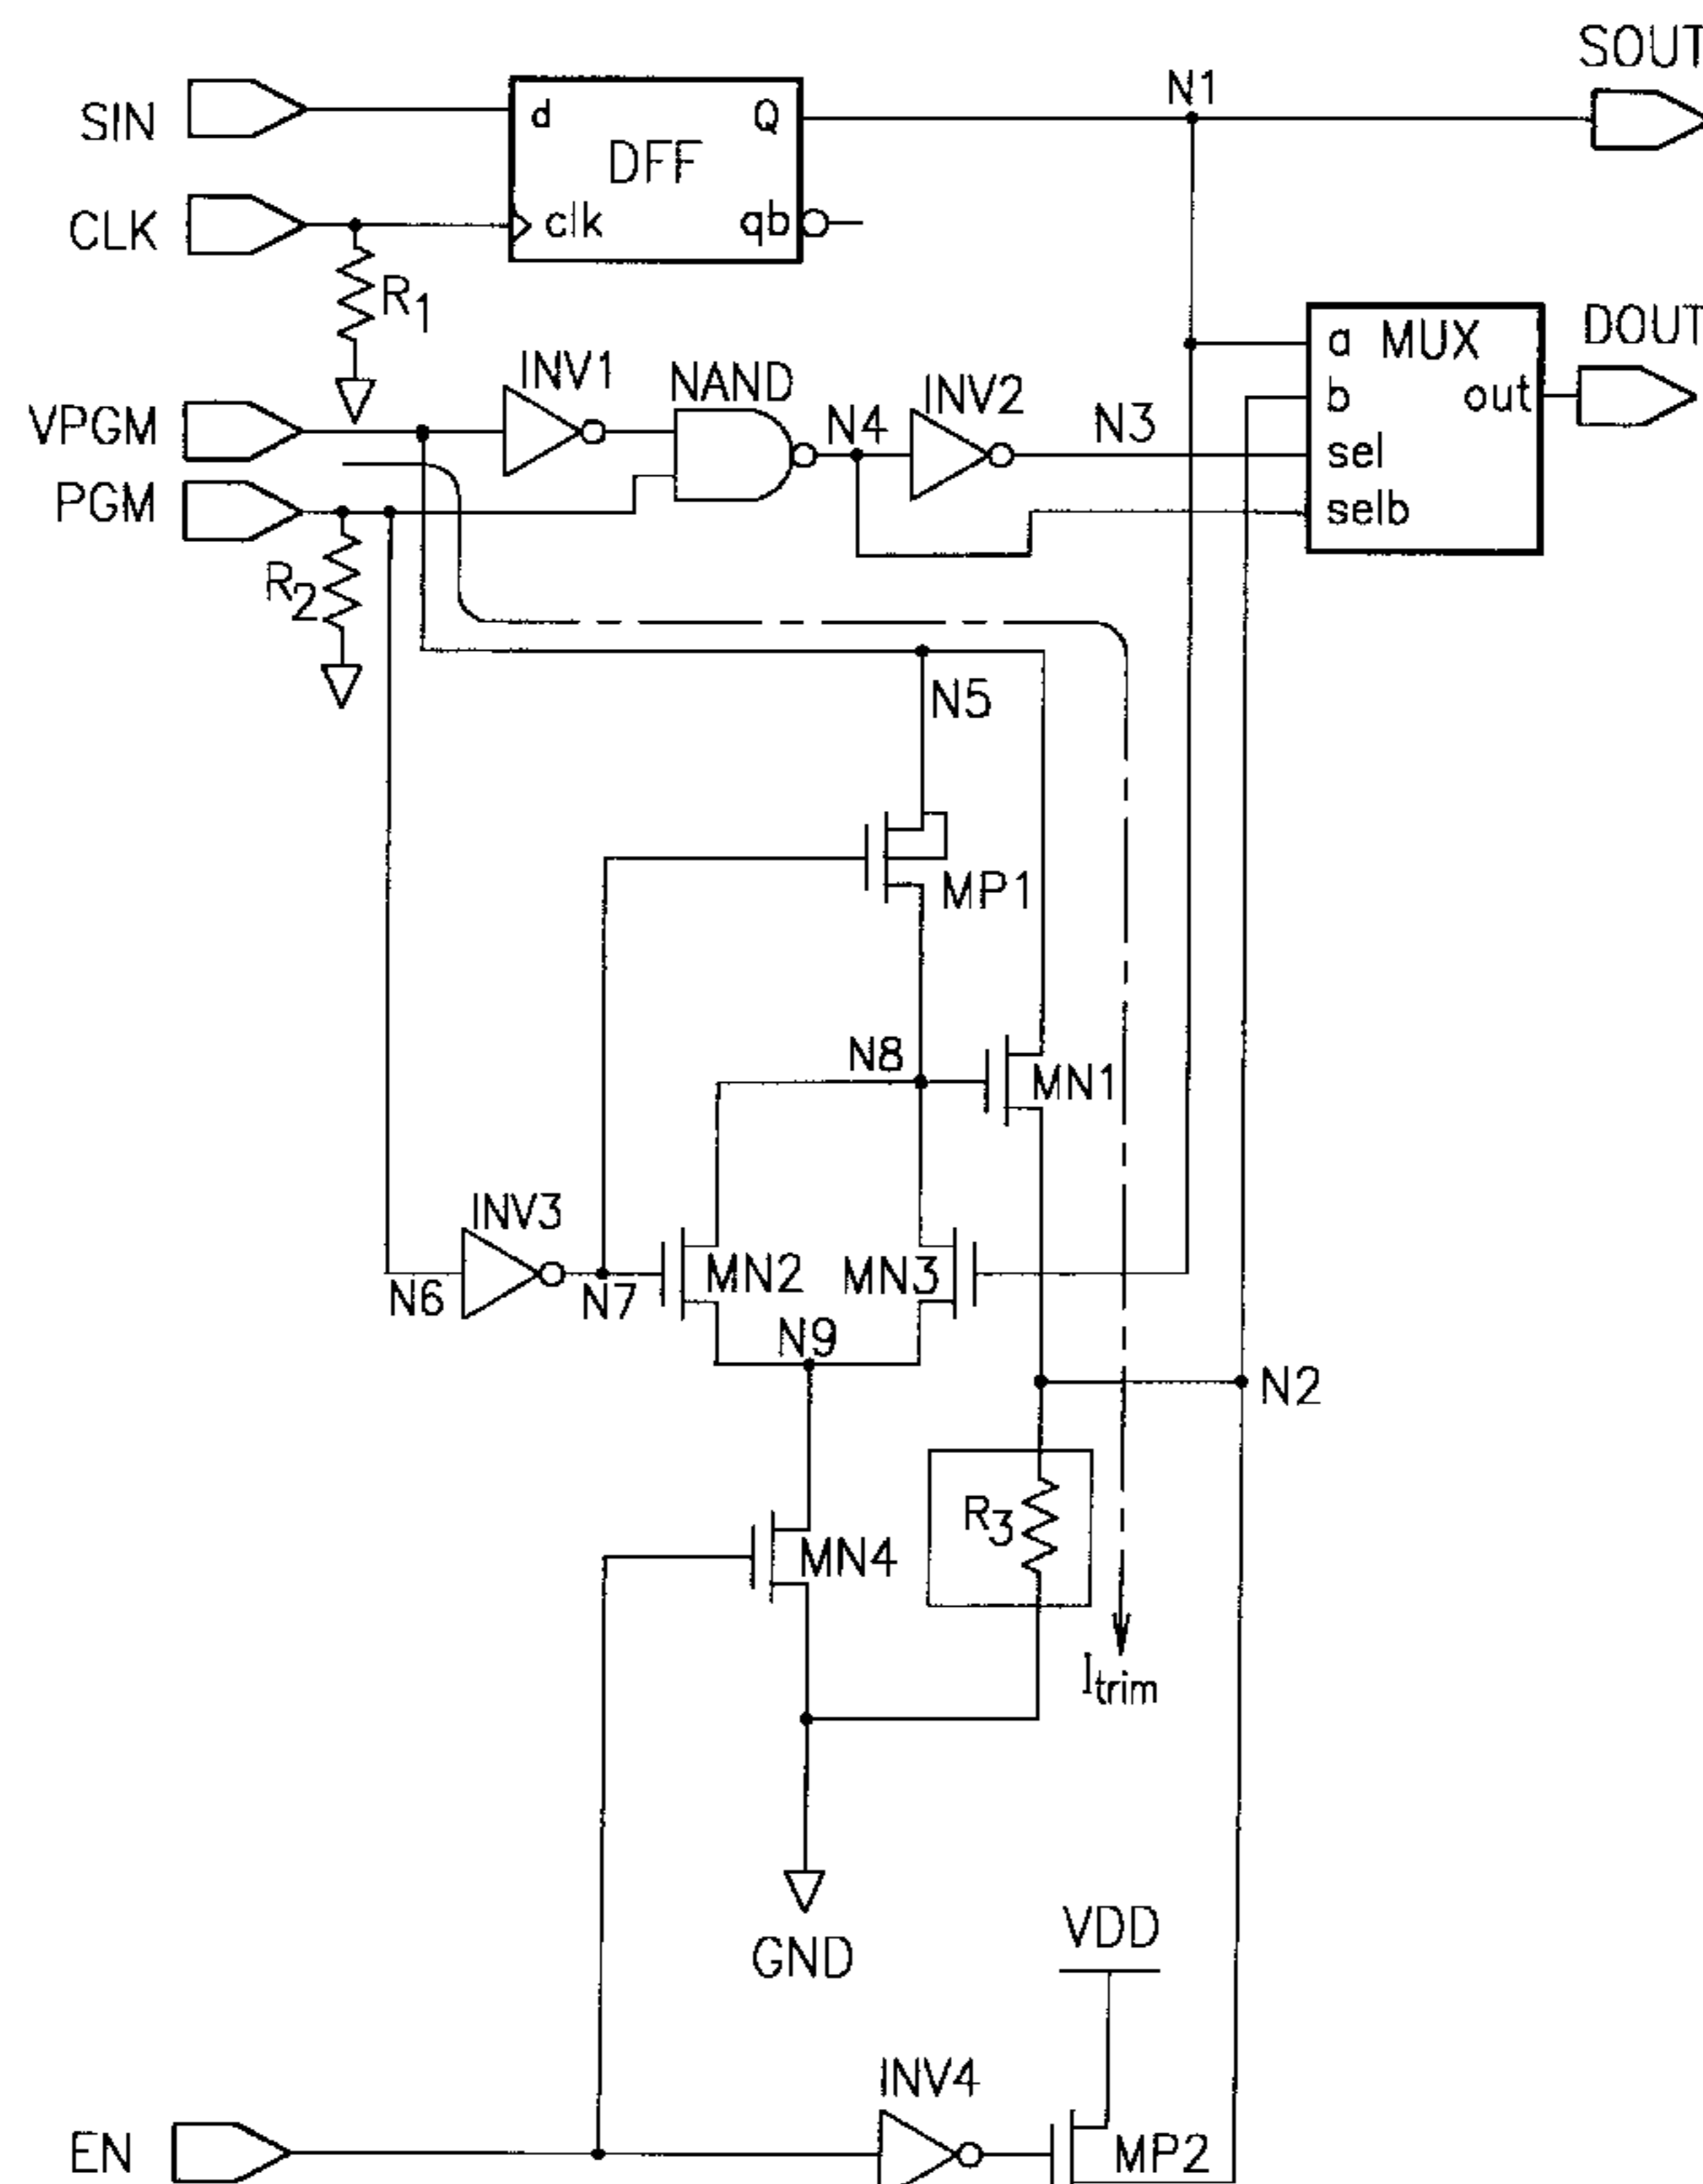 SOUT
N1
SIN
d
Q
DFF
CLK
clk
qb
R1
DOUT
a
MUX
INV1
NAND
INV2
b
out
VPGM
N4
N3
sel
PGM
selb
R2
N5
MP1
N8
MN1
INV3
MN2
MN3
N6
N7
N9
N2
R3
MN4
Itrim
GND
VDD
INV4
EN
MP2